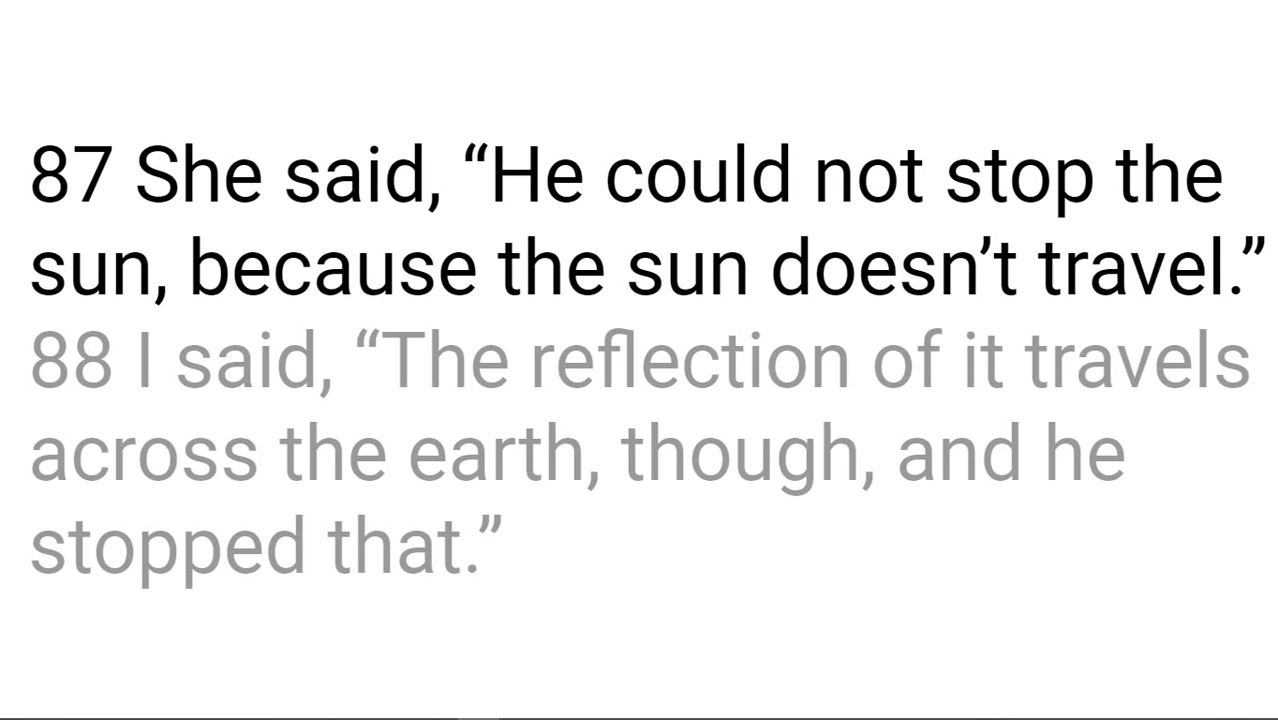 87 She said, “He could not stop the
sun, because the sun doesn’t travel.”
88 I said, “The reflection of it travels
across the earth, though, and he
stopped that.”